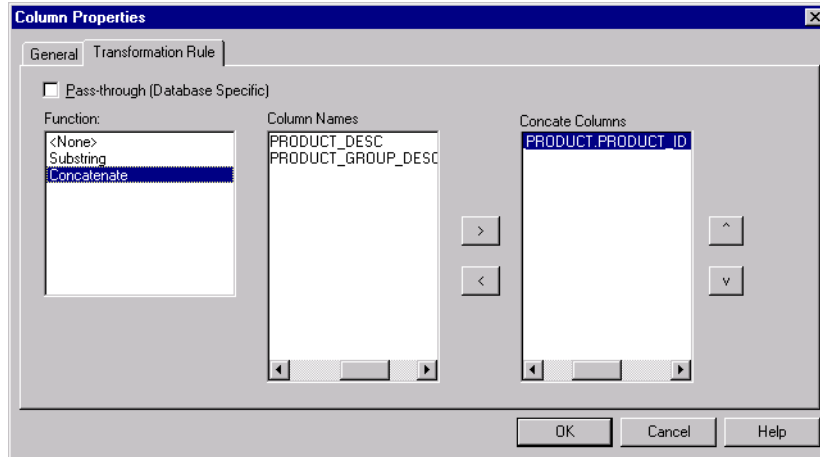 Column Properties
General Transformation Rule
Pass-through (Database Specific)
Function: Column Names Concate Columns
<None> PRODUCT_DESC PRODUCT.PRODUCT_ID
Substring PRODUCT_GROUP_DESC
Concatenate
> ^
< v
OK Cancel Help